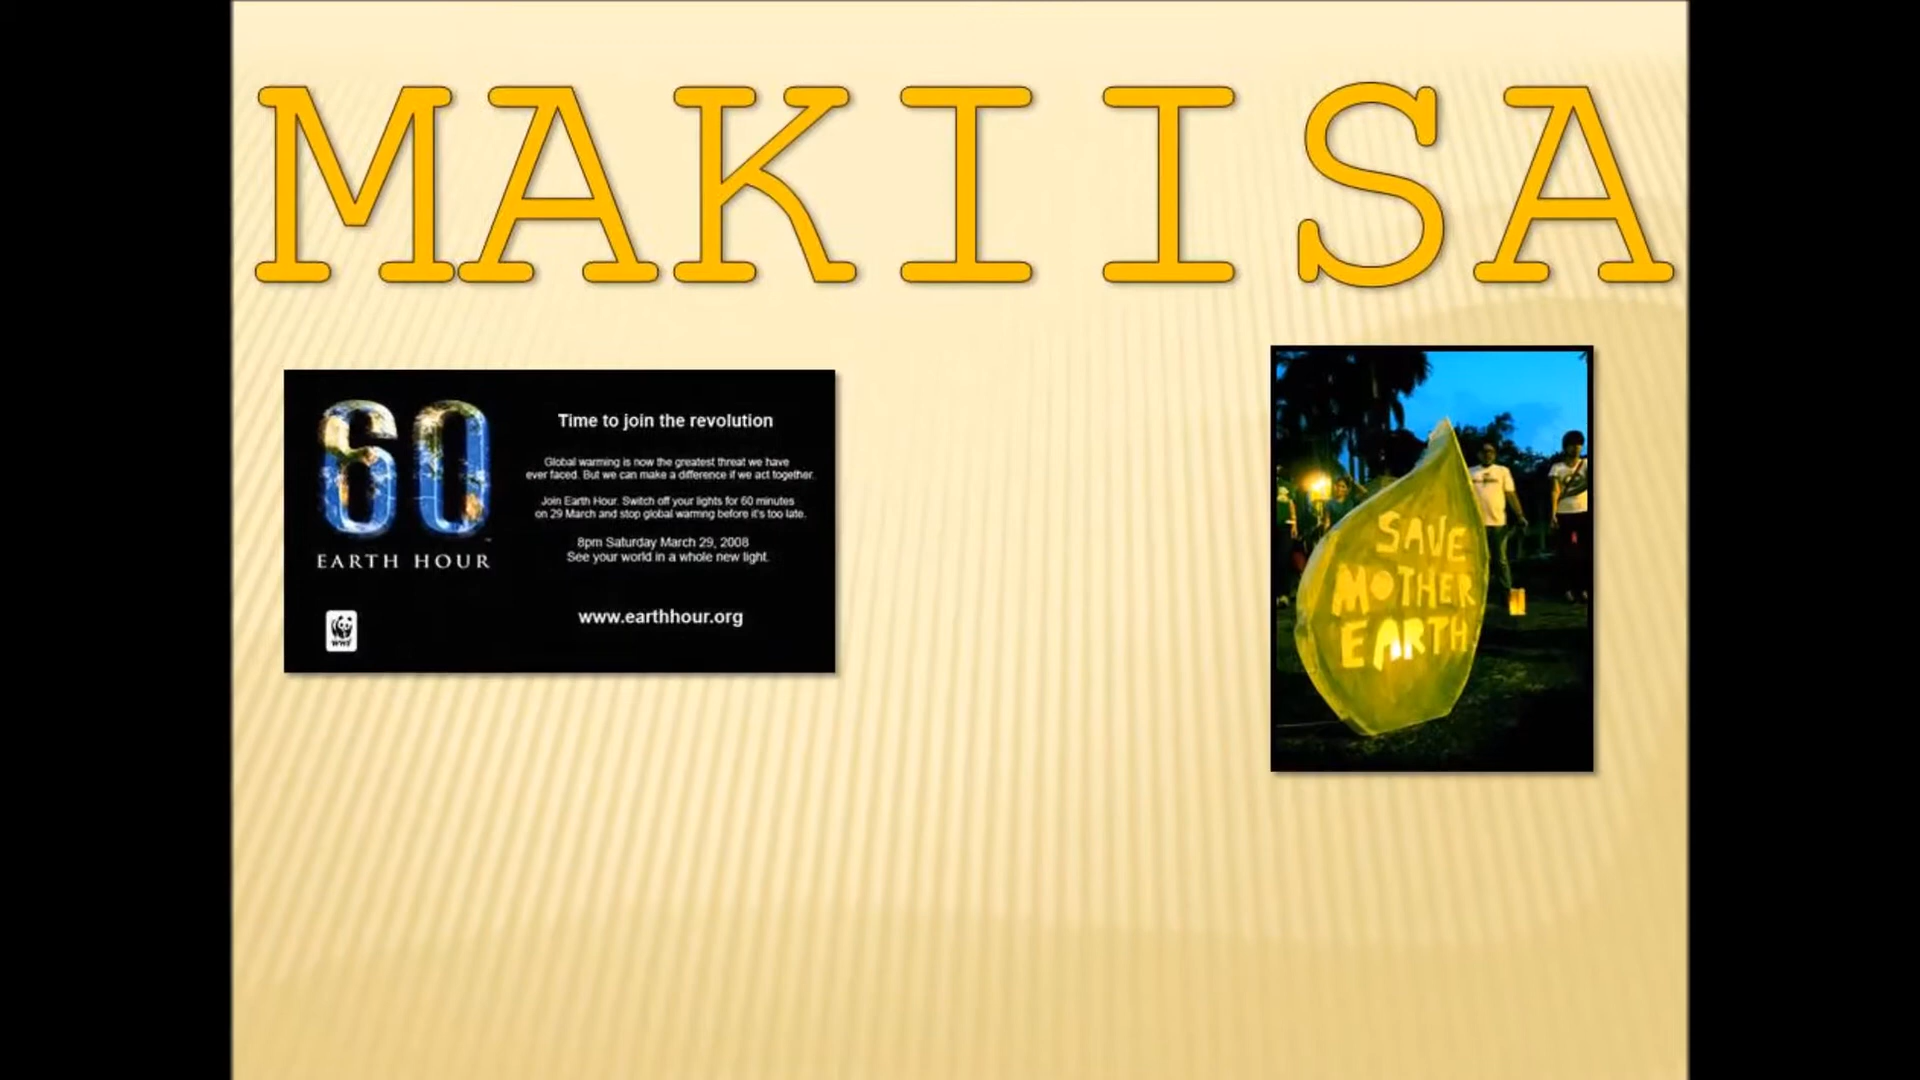 MAKIISA
60
EARTH HOUR
WWF
Time to join the revolution
Global warming is now the greatest threat we have
ever faced. But we can make a difference if we act together.
Join Earth Hour. Switch off your lights for 60 minutes
on 29 March and stop global warming before it's too late.
8pm Saturday March 29, 2008
See your world in a whole new light.
www.earthhour.org
SAVE
MOTHER
EARTH